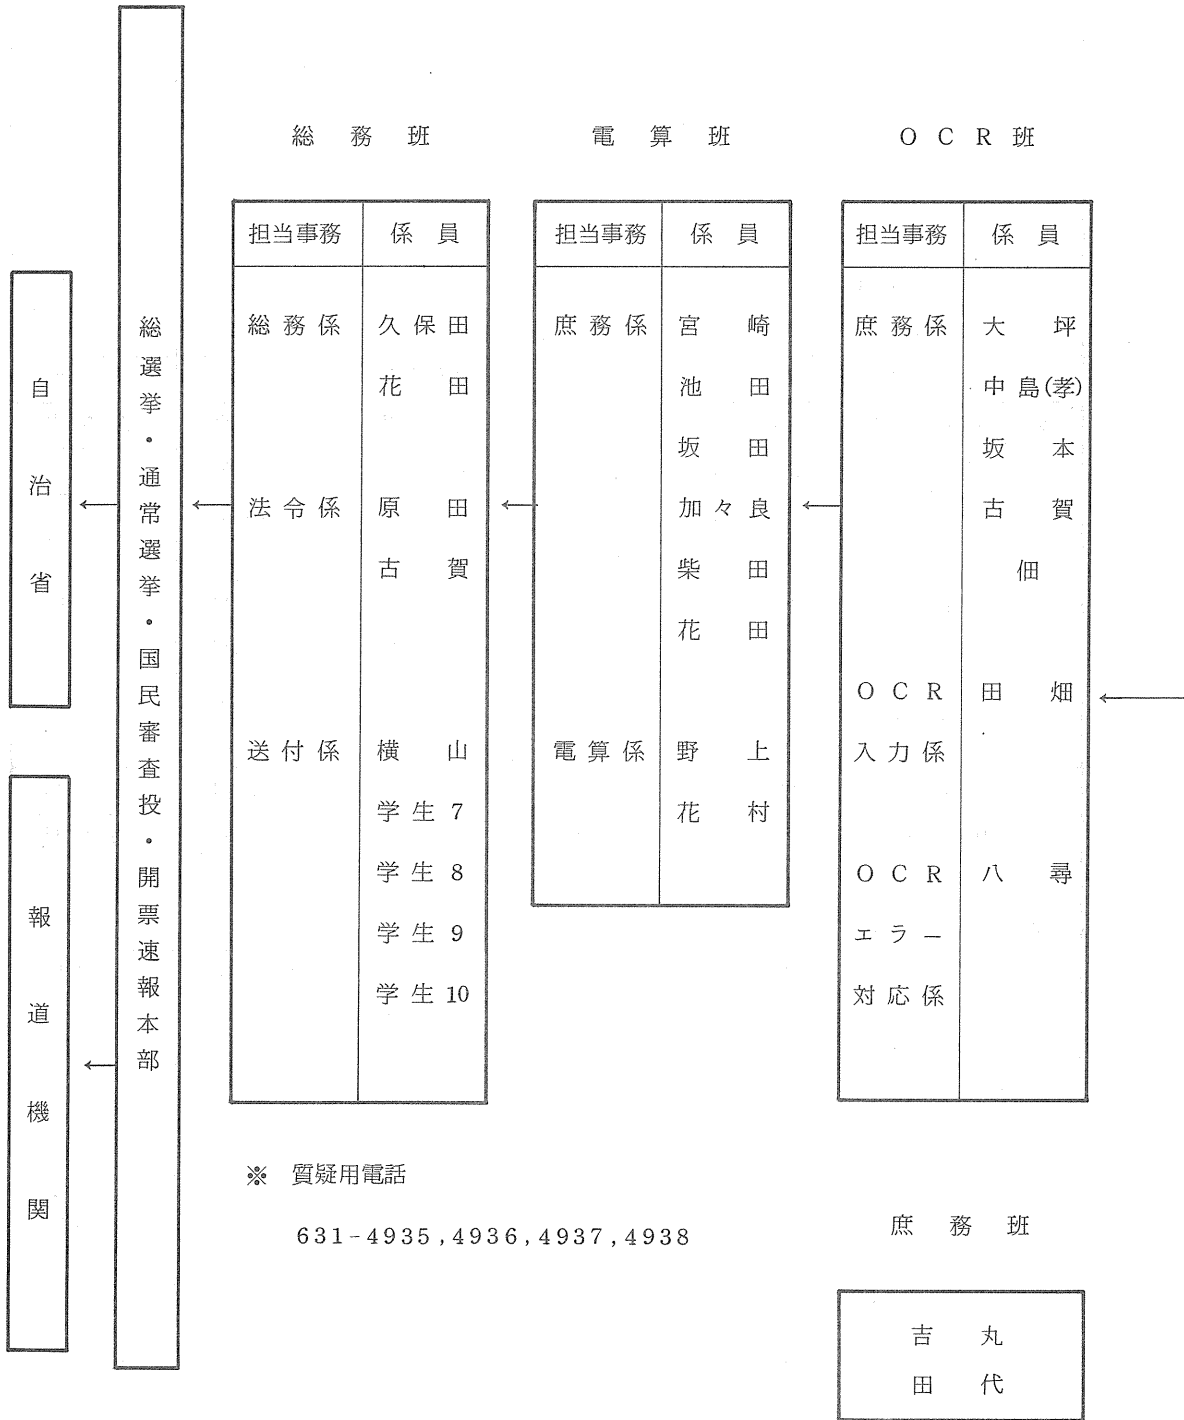 自治省
報道機関
総選挙・通常選挙・国民審査投・開票速報本部
総務班
担当事務 係員
総務係 久保田
花田
法令係 原田
古賀
送付係 横山
学生7
学生8
学生9
学生10
電算班
担当事務 係員
庶務係 宮崎
池田
坂田
加々良
柴田
花田
電算係 野上
花村
OCR班
担当事務 係員
庶務係 大坪
中島(孝)
坂本
古賀
佃
OCR 田畑
入力係
OCR 八尋
エラー
対応係
※ 質疑用電話
631-4935,4936,4937,4938
庶務班
吉丸
田代